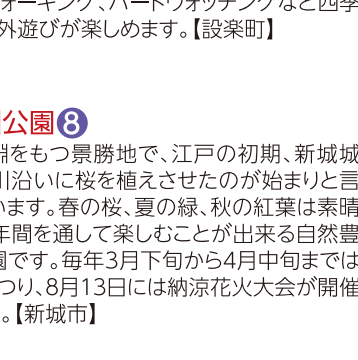 ォーキング、バードウォッチングなど四季
外遊びが楽しめます。【設楽町】
公園8
淵をもつ景勝地で、江戸の初期、新城城
川沿いに桜を植えさせたのが始まりと言
います。春の桜、夏の緑、秋の紅葉は素晴
年間を通して楽しむことが出来る自然豊
園です。毎年3月下旬から4月中旬までは
つり、8月13日には納涼花火大会が開催
。【新城市】